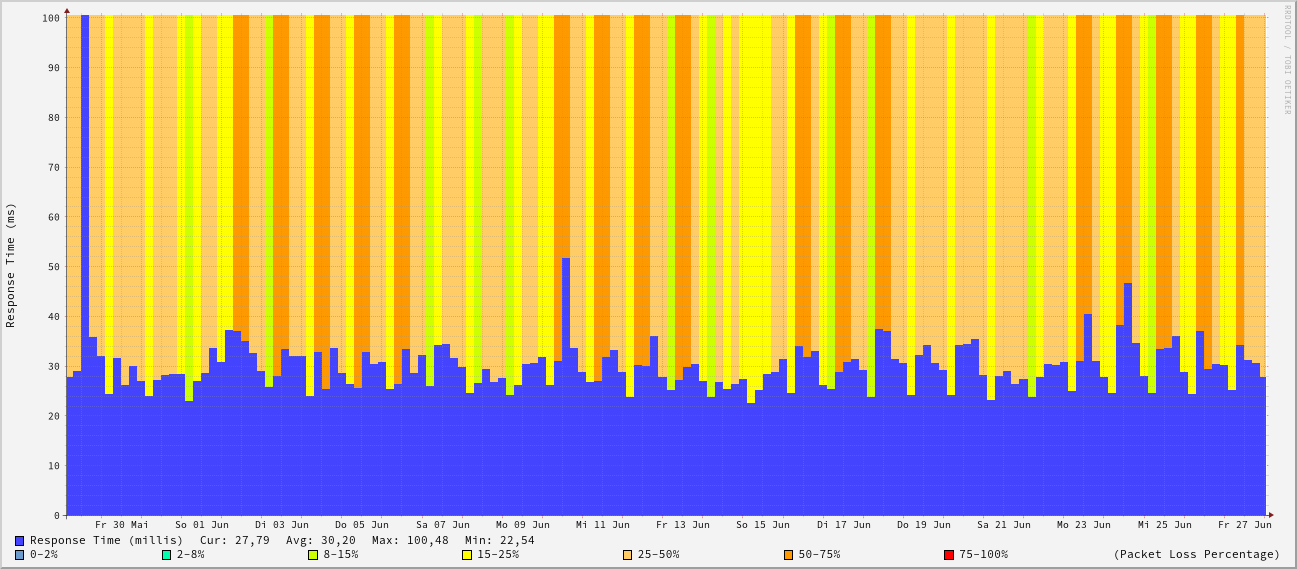 RRDTOOL / TOBI OETIKER
Response Time (ms)
100
90
80
70
60
50
40
30
20
10
0
Fr 30 Mai So 01 Jun Di 03 Jun Do 05 Jun Sa 07 Jun Mo 09 Jun Mi 11 Jun Fr 13 Jun So 15 Jun Di 17 Jun Do 19 Jun Sa 21 Jun Mo 23 Jun Mi 25 Jun Fr 27 Jun
Response Time (millis) Cur: 27,79 Avg: 30,20 Max: 100,48 Min: 22,54
0-2% 2-8% 8-15% 15-25% 25-50% 50-75% 75-100% (Packet Loss Percentage)